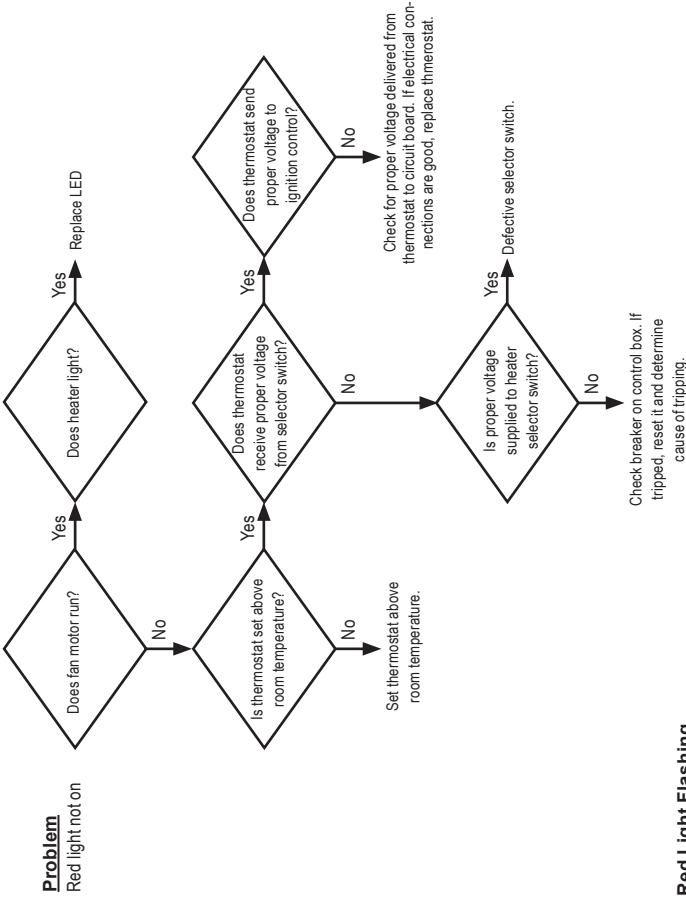 Problem
Red light not on
Does fan motor run?
Yes
Does heater light?
Yes
Replace LED
No
Is thermostat set above
room temperature?
Yes
Does thermostat
receive proper voltage
from selector switch?
Yes
Does thermostat send
proper voltage to
ignition control?
No
Set thermostat above
room temperature.
No
No
Check for proper voltage delivered from
thermostat to circuit board. If electrical con-
nections are good, replace thmerostat.
Is proper voltage
supplied to heater
selector switch?
Yes
Defective selector switch.
No
Check breaker on control box. If
tripped, reset it and determine
cause of tripping.
Red Light Flashing